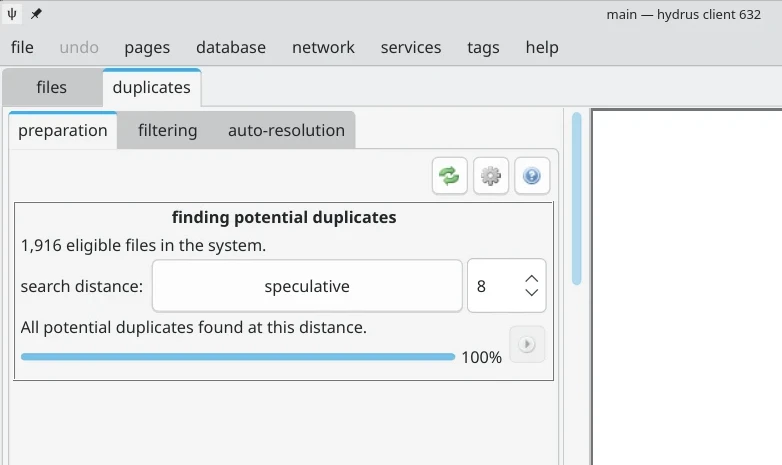 ψ main — hydrus client 632
file undo pages database network services tags help
files duplicates
preparation filtering auto-resolution
finding potential duplicates
1,916 eligible files in the system.
search distance: speculative 8
All potential duplicates found at this distance.
100%